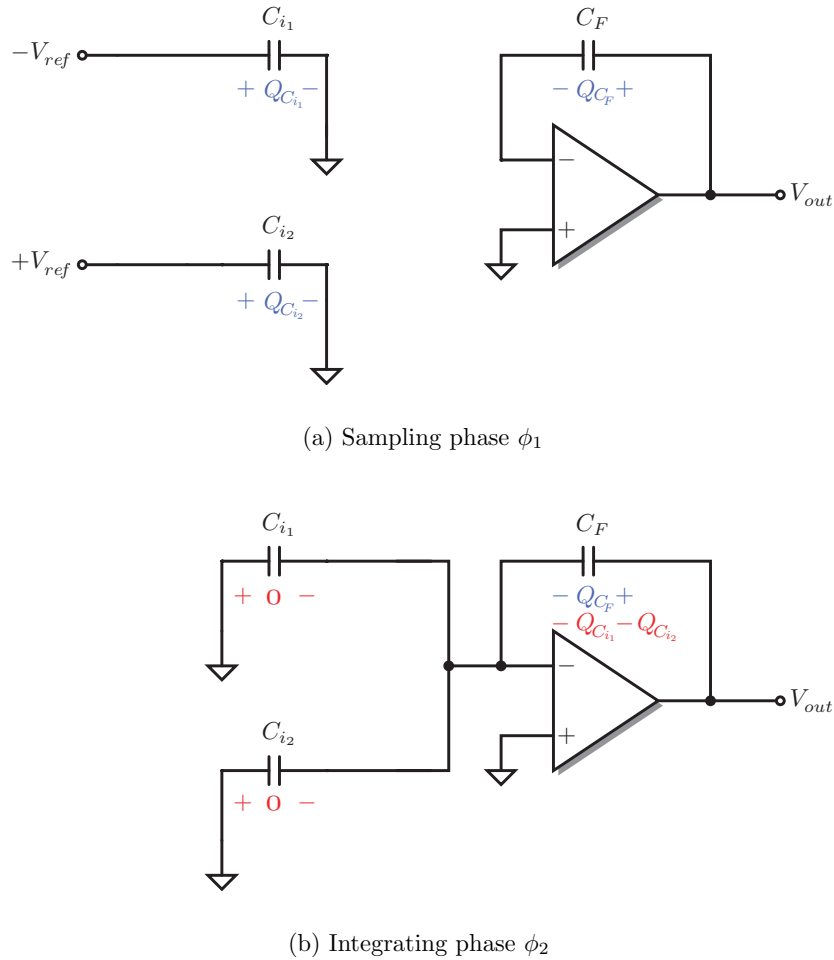 C_{i_1} C_F
−V_{ref}
+ Q_{C_{i_1}} − − Q_{C_F} +
−
V_{out}
C_{i_2} +
+V_{ref}
+ Q_{C_{i_2}} −
(a) Sampling phase ϕ_1
C_{i_1} C_F
+ 0 − − Q_{C_F} +
− Q_{C_{i_1}} − Q_{C_{i_2}}
−
V_{out}
C_{i_2} +
+ 0 −
(b) Integrating phase ϕ_2